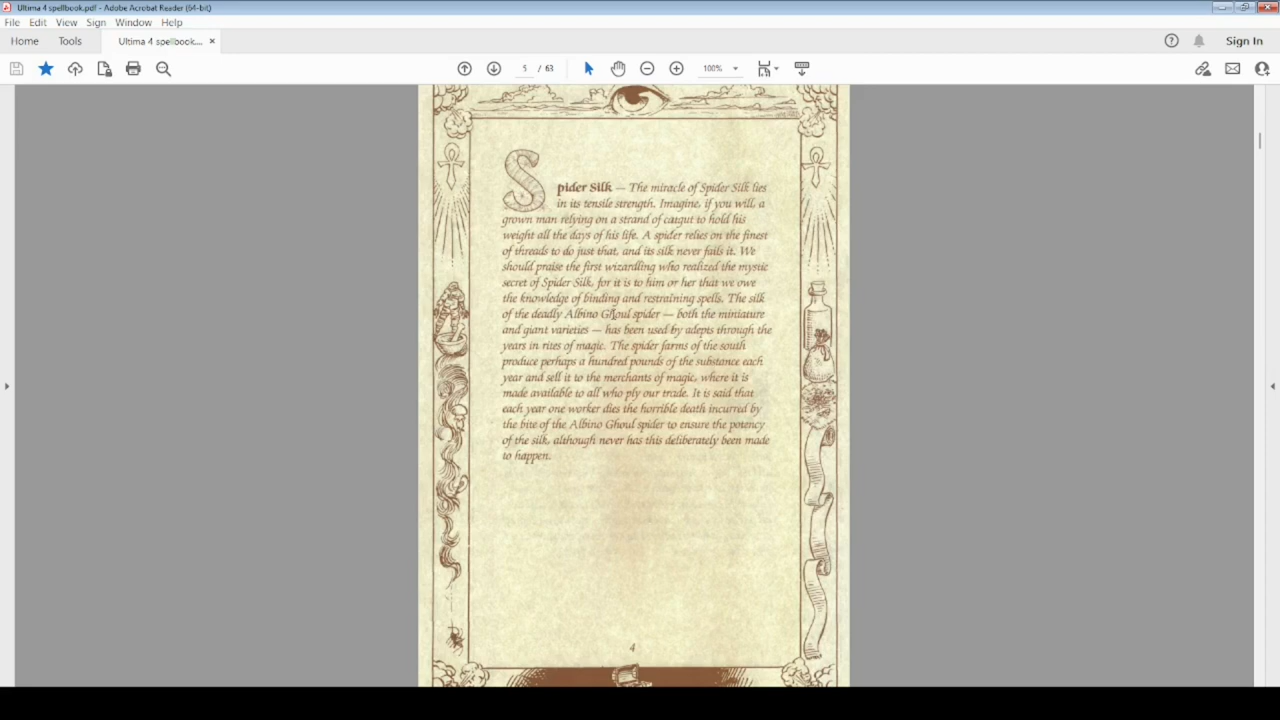 Ultima 4 spellbook.pdf - Adobe Acrobat Reader (64-bit)
File Edit View Sign Window Help
Home Tools Ultima 4 spellbook.... × Sign In
5 / 63 100%
Spider Silk — The miracle of Spider Silk lies
in its tensile strength. Imagine, if you will, a
grown man relying on a strand of catgut to hold his
weight all the days of his life. A spider relies on the finest
of threads to do just that, and its silk never fails it. We
should praise the first wizardling who realized the mystic
secret of Spider Silk, for it is to him or her that we owe
the knowledge of binding and restraining spells. The silk
of the deadly Albino Ghoul spider — both the miniature
and giant varieties — has been used by adepts through the
years in rites of magic. The spider farms of the south
produce perhaps a hundred pounds of the substance each
year and sell it to the merchants of magic, where it is
made available to all who ply our trade. It is said that
each year one worker dies the horrible death incurred by
the bite of the Albino Ghoul spider to ensure the potency
of the silk, although never has this deliberately been made
to happen.
4